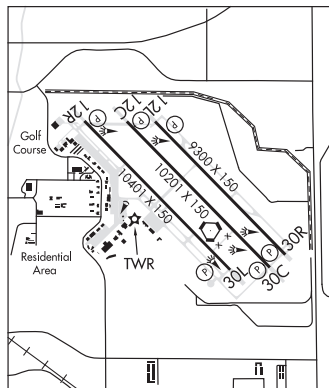 12R
12C
12L
P
P
P
Golf
Course
9300 X 150
10201 X 150
10401 X 150
Residential
Area
TWR
30R
30C
30L
P
P
P